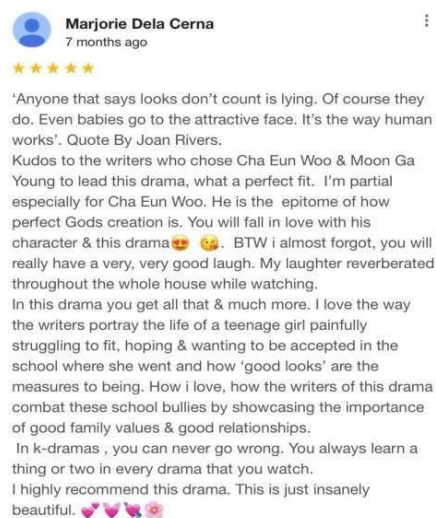 Marjorie Dela Cerna
7 months ago
‘Anyone that says looks don’t count is lying. Of course they
do. Even babies go to the attractive face. It’s the way human
works’. Quote By Joan Rivers.
Kudos to the writers who chose Cha Eun Woo & Moon Ga
Young to lead this drama, what a perfect fit.  I’m partial
especially for Cha Eun Woo. He is the  epitome of how
perfect Gods creation is. You will fall in love with his
character & this drama😍 😘.  BTW i almost forgot, you will
really have a very, very good laugh. My laughter reverberated
throughout the whole house while watching.
In this drama you get all that & much more. I love the way
the writers portray the life of a teenage girl painfully
struggling to fit, hoping & wanting to be accepted in the
school where she went and how ‘good looks’ are the
measures to being. How i love, how the writers of this drama
combat these school bullies by showcasing the importance
of good family values & good relationships.
In k-dramas , you can never go wrong. You always learn a
thing or two in every drama that you watch.
I highly recommend this drama. This is just insanely
beautiful. 💕💓💘🌸